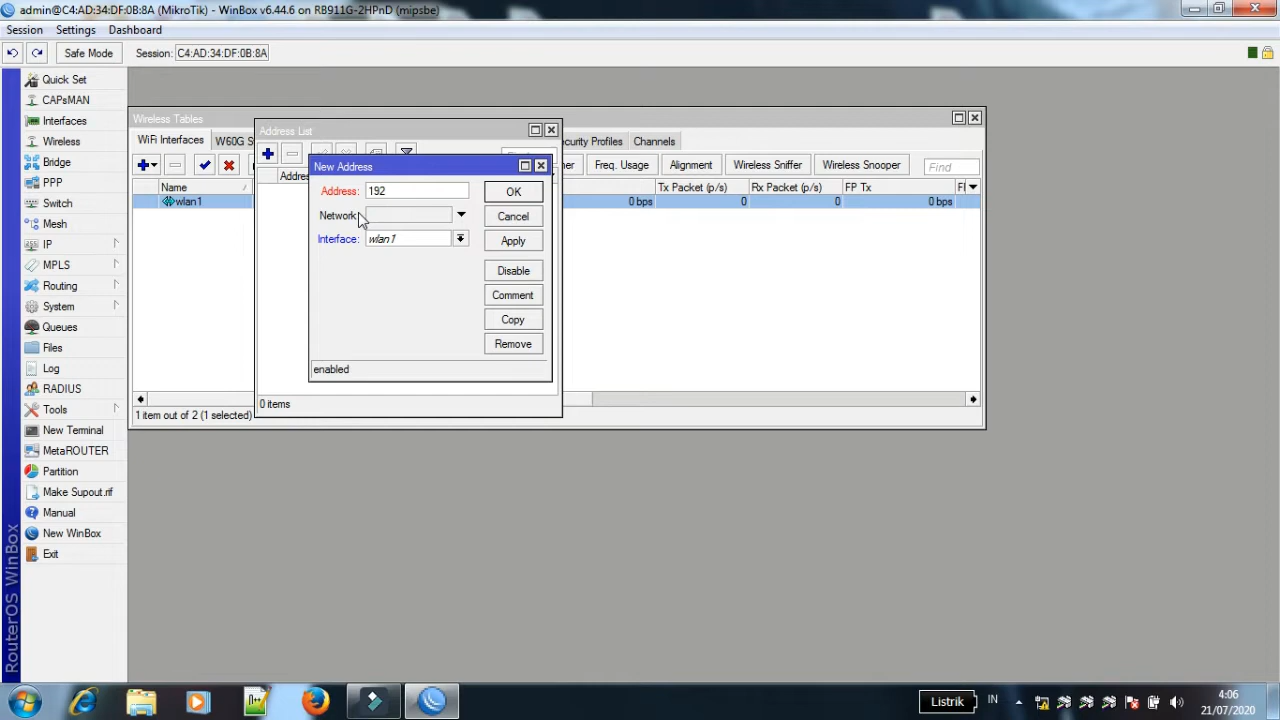 admin@C4:AD:34:DF:0B:8A (MikroTik) - WinBox v6.44.6 on RB911G-2HPnD (mipsbe)
Session Settings Dashboard
Safe Mode Session: C4:AD:34:DF:0B:8A
Quick Set
CAPsMAN
Interfaces
Wireless
Bridge
PPP
Switch
Mesh
IP
MPLS
Routing
System
Queues
Files
Log
RADIUS
Tools
New Terminal
MetaROUTER
Partition
Make Supout.rif
Manual
New WinBox
Exit
RouterOS WinBox
Wireless Tables
WiFi Interfaces W60G S Security Profiles Channels
Freq. Usage Alignment Wireless Sniffer Wireless Snooper Find
Name Tx Packet (p/s) Rx Packet (p/s) FP Tx
wlan1 0 bps 0 0 0 bps
1 item out of 2 (1 selected)
Address List
Addres
0 items
New Address
Address: 192
Network:
Interface: wlan1
OK
Cancel
Apply
Disable
Comment
Copy
Remove
enabled
Listrik IN 4:06
21/07/2020